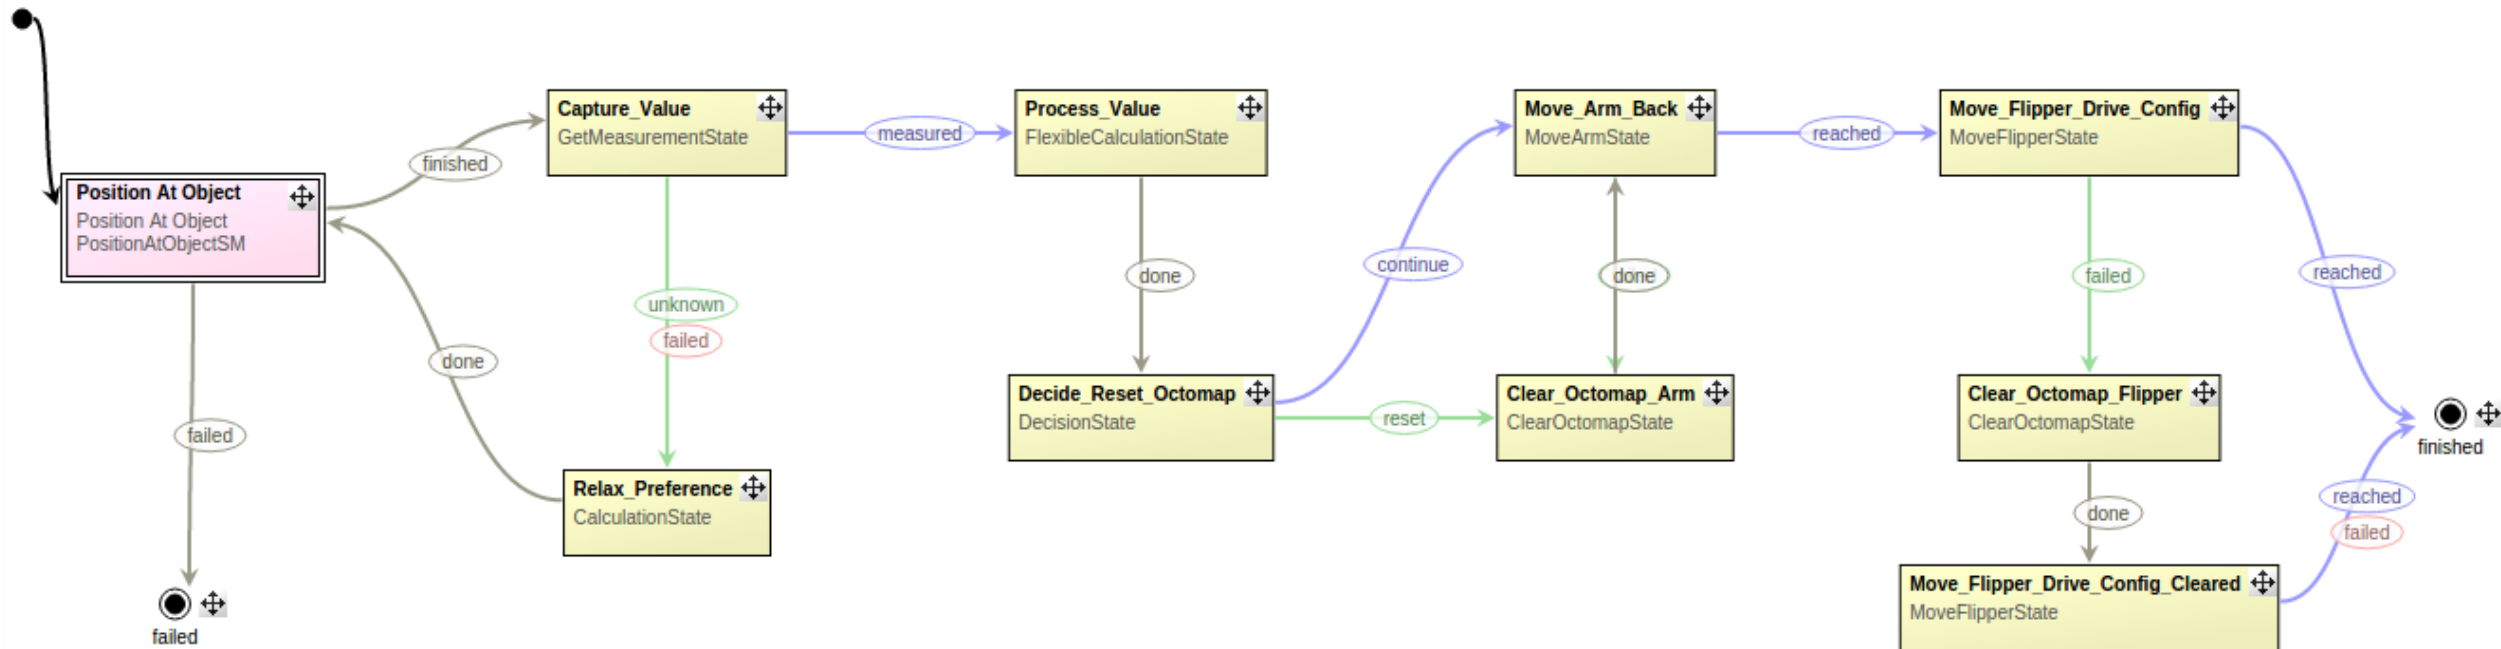 Capture_Value
GetMeasurementState
measured
Process_Value
FlexibleCalculationState
Move_Arm_Back
MoveArmState
reached
Move_Flipper_Drive_Config
MoveFlipperState
finished
Position At Object
Position At Object
PositionAtObjectSM
continue
done
done
failed
reached
unknown
failed
done
Decide_Reset_Octomap
DecisionState
reset
Clear_Octomap_Arm
ClearOctomapState
Clear_Octomap_Flipper
ClearOctomapState
finished
failed
Relax_Preference
CalculationState
reached
done
failed
Move_Flipper_Drive_Config_Cleared
MoveFlipperState
failed